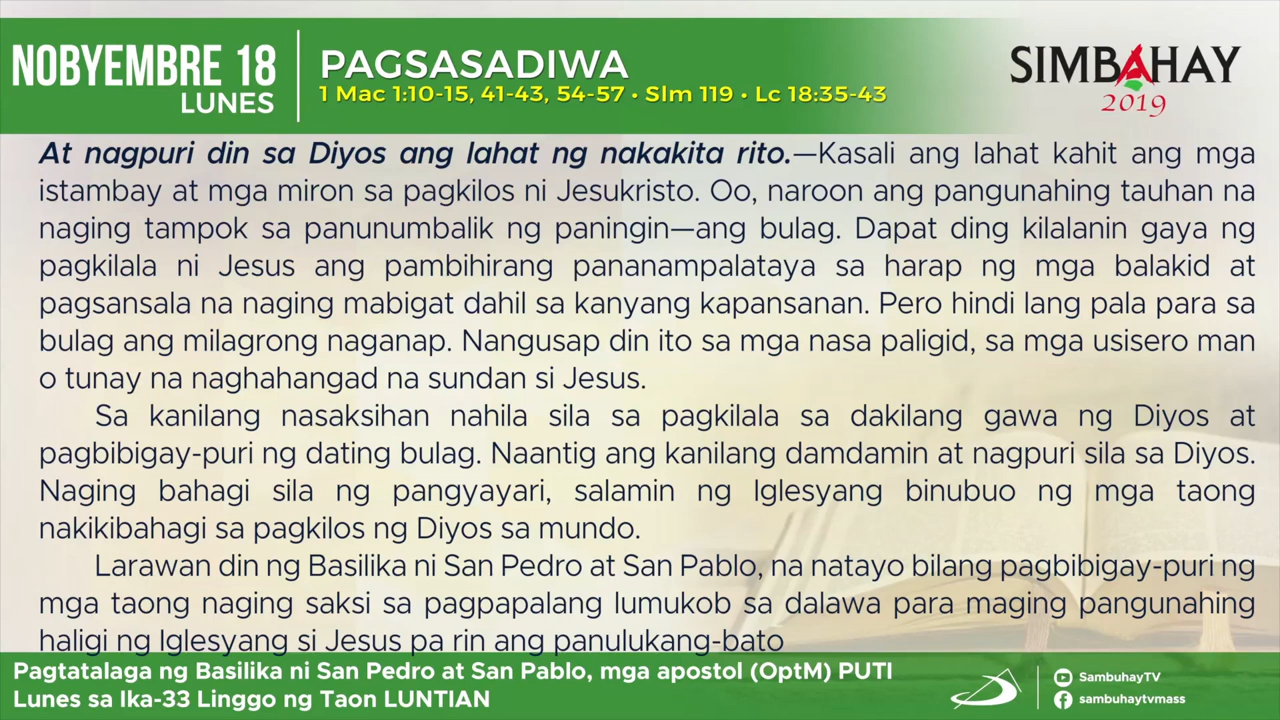 NOBYEMBRE 18
LUNES
PAGSASADIWA
1 Mac 1:10-15, 41-43, 54-57 • Slm 119 • Lc 18:35-43
SIMBAHAY
2019
At nagpuri din sa Diyos ang lahat ng nakakita rito.—Kasali ang lahat kahit ang mga
istambay at mga miron sa pagkilos ni Jesukristo. Oo, naroon ang pangunahing tauhan na
naging tampok sa panunumbalik ng paningin—ang bulag. Dapat ding kilalanin gaya ng
pagkilala ni Jesus ang pambihirang pananampalataya sa harap ng mga balakid at
pagsansala na naging mabigat dahil sa kanyang kapansanan. Pero hindi lang pala para sa
bulag ang milagrong naganap. Nangusap din ito sa mga nasa paligid, sa mga usisero man
o tunay na naghahangad na sundan si Jesus.
Sa kanilang nasaksihan nahila sila sa pagkilala sa dakilang gawa ng Diyos at
pagbibigay-puri ng dating bulag. Naantig ang kanilang damdamin at nagpuri sila sa Diyos.
Naging bahagi sila ng pangyayari, salamin ng Iglesyang binubuo ng mga taong
nakikibahagi sa pagkilos ng Diyos sa mundo.
Larawan din ng Basilika ni San Pedro at San Pablo, na natayo bilang pagbibigay-puri ng
mga taong naging saksi sa pagpapalang lumukob sa dalawa para maging pangunahing
haligi ng Iglesyang si Jesus pa rin ang panulukang-bato
Pagtatalaga ng Basilika ni San Pedro at San Pablo, mga apostol (OptM) PUTI
Lunes sa Ika-33 Linggo ng Taon LUNTIAN
SambuhayTV
sambuhaytvmass